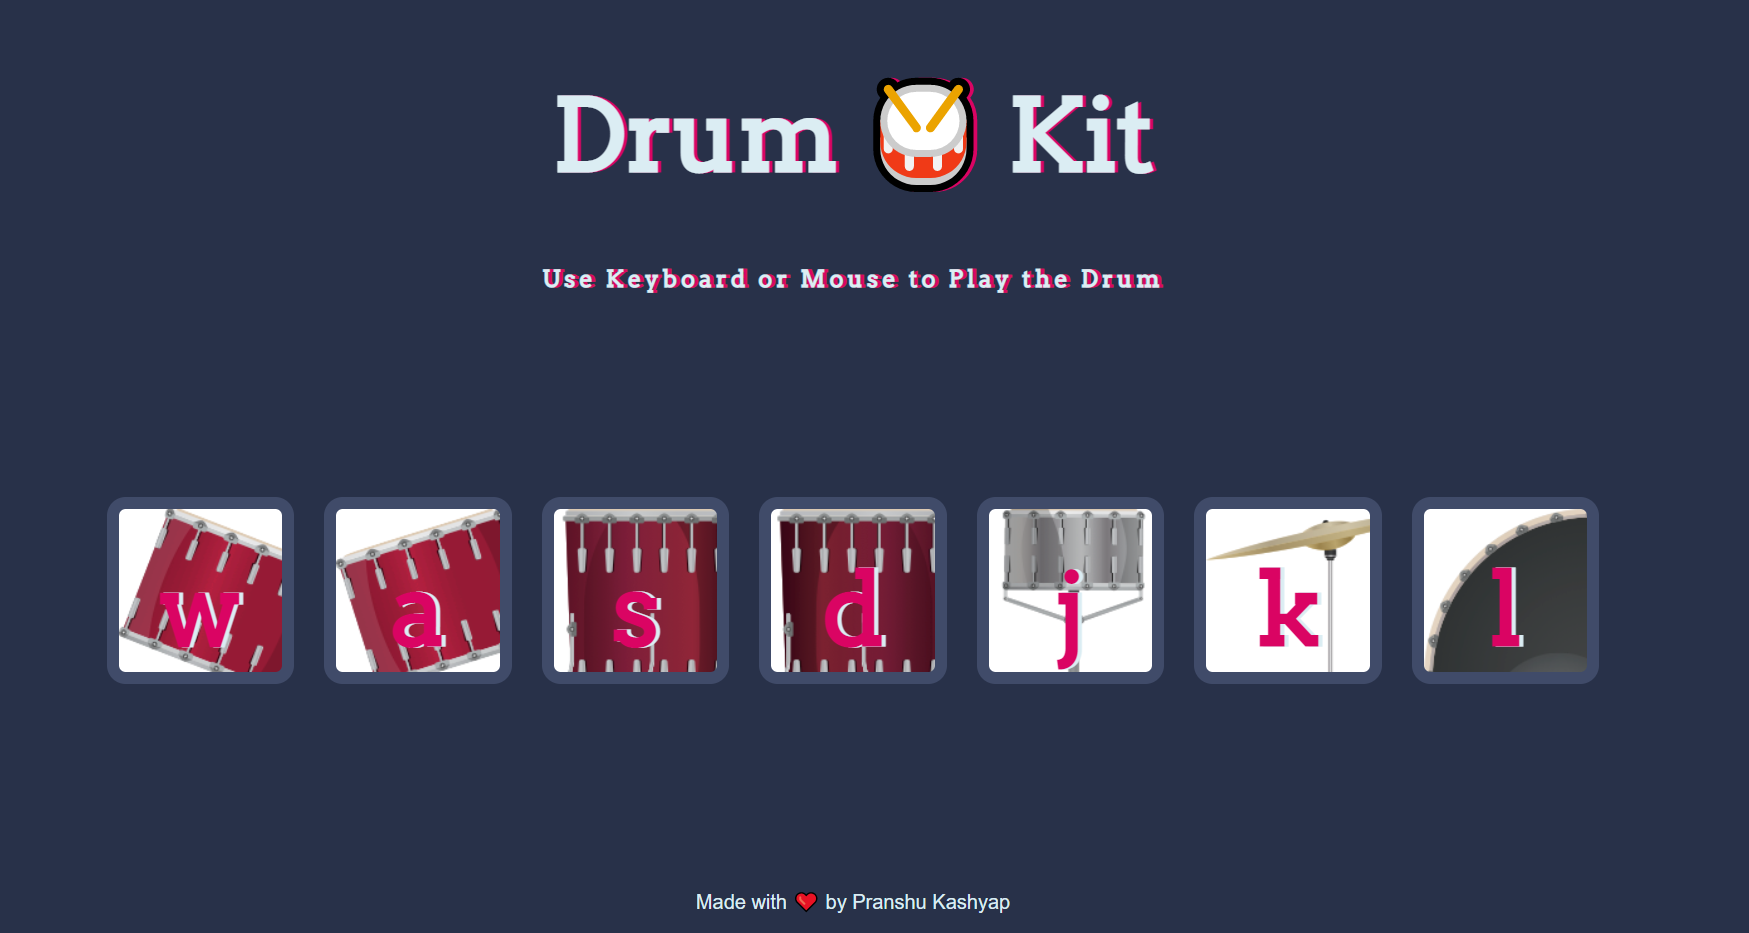 Drum 🥁 Kit
Use Keyboard or Mouse to Play the Drum
w a s d j k l
Made with ❤️ by Pranshu Kashyap